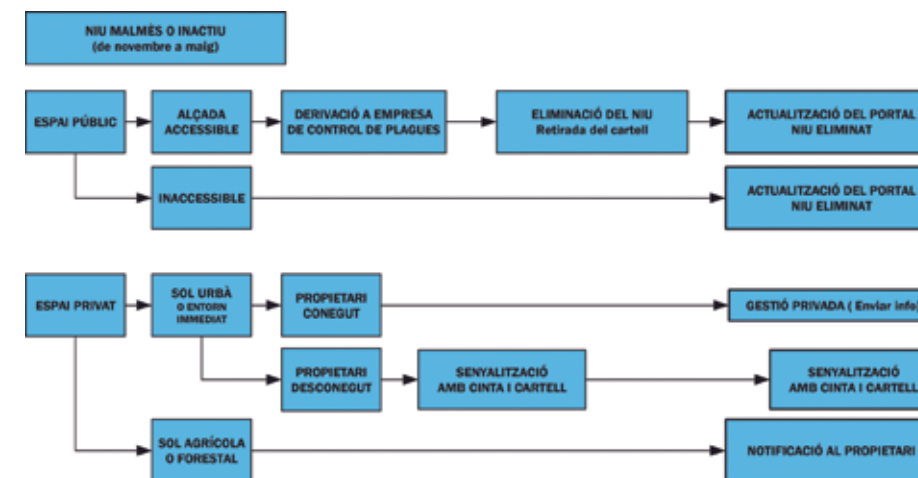 NIU MALMÈS O INACTIU
(de novembre a maig)
ESPAI PÚBLIC
ALÇADA
ACCESSIBLE
DERIVACIÓ A EMPRESA
DE CONTROL DE PLAGUES
ELIMINACIÓ DEL NIU
Retirada del cartell
ACTUALITZACIÓ DEL PORTAL
NIU ELIMINAT
INACCESSIBLE
ACTUALITZACIÓ DEL PORTAL
NIU ELIMINAT
ESPAI PRIVAT
SOL URBÀ
O ENTORN
IMMEDIAT
PROPIETARI
CONEGUT
GESTIÓ PRIVADA ( Enviar info)
PROPIETARI
DESCONEGUT
SENYALITZACIÓ
AMB CINTA I CARTELL
SENYALITZACIÓ
AMB CINTA I CARTELL
SOL AGRÍCOLA
O FORESTAL
NOTIFICACIÓ AL PROPIETARI